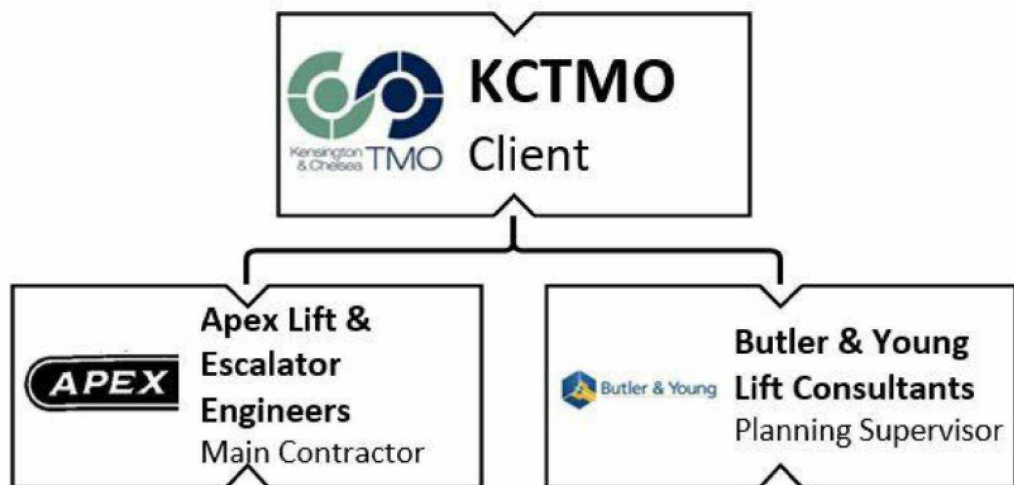 KCTMO
Client
Kensington
& Chelsea TMO
APEX
Apex Lift &
Escalator
Engineers
Main Contractor
Butler & Young
Butler & Young
Lift Consultants
Planning Supervisor